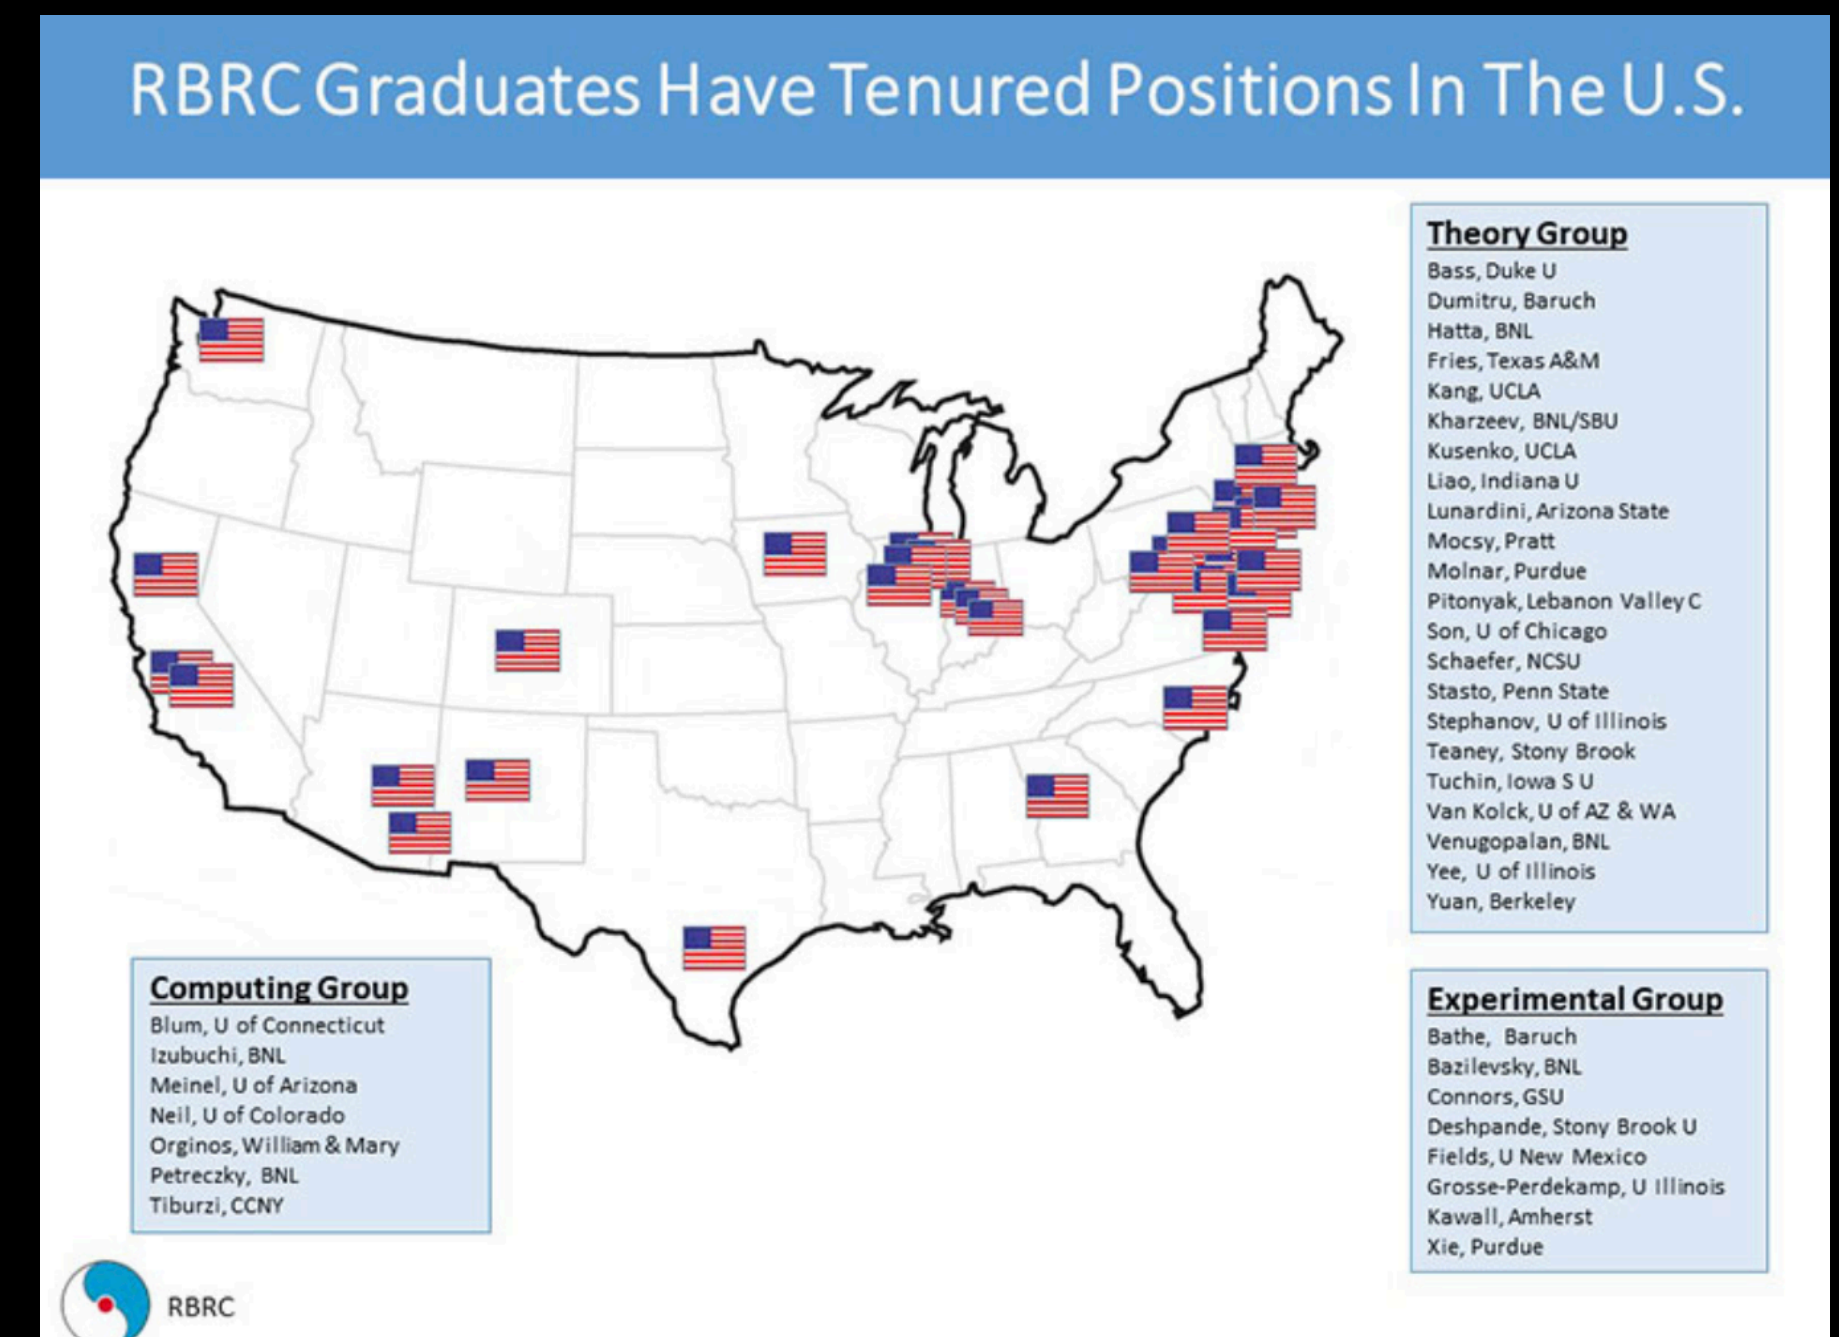 RBRC Graduates Have Tenured Positions In The U.S.
Theory Group
Bass, Duke U
Dumitru, Baruch
Hatta, BNL
Fries, Texas A&M
Kang, UCLA
Kharzeev, BNL/SBU
Kusenko, UCLA
Liao, Indiana U
Lunardini, Arizona State
Mocsy, Pratt
Molnar, Purdue
Pitonyak, Lebanon Valley C
Son, U of Chicago
Schaefer, NCSU
Stasto, Penn State
Stephanov, U of Illinois
Teaney, Stony Brook
Tuchin, Iowa S U
Van Kolck, U of AZ & WA
Venugopalan, BNL
Yee, U of Illinois
Yuan, Berkeley
Computing Group
Blum, U of Connecticut
Izubuchi, BNL
Meinel, U of Arizona
Neil, U of Colorado
Orginos, William & Mary
Petreczky, BNL
Tiburzi, CCNY
Experimental Group
Bathe, Baruch
Bazilevsky, BNL
Connors, GSU
Deshpande, Stony Brook U
Fields, U New Mexico
Grosse-Perdekamp, U Illinois
Kawall, Amherst
Xie, Purdue
RBRC